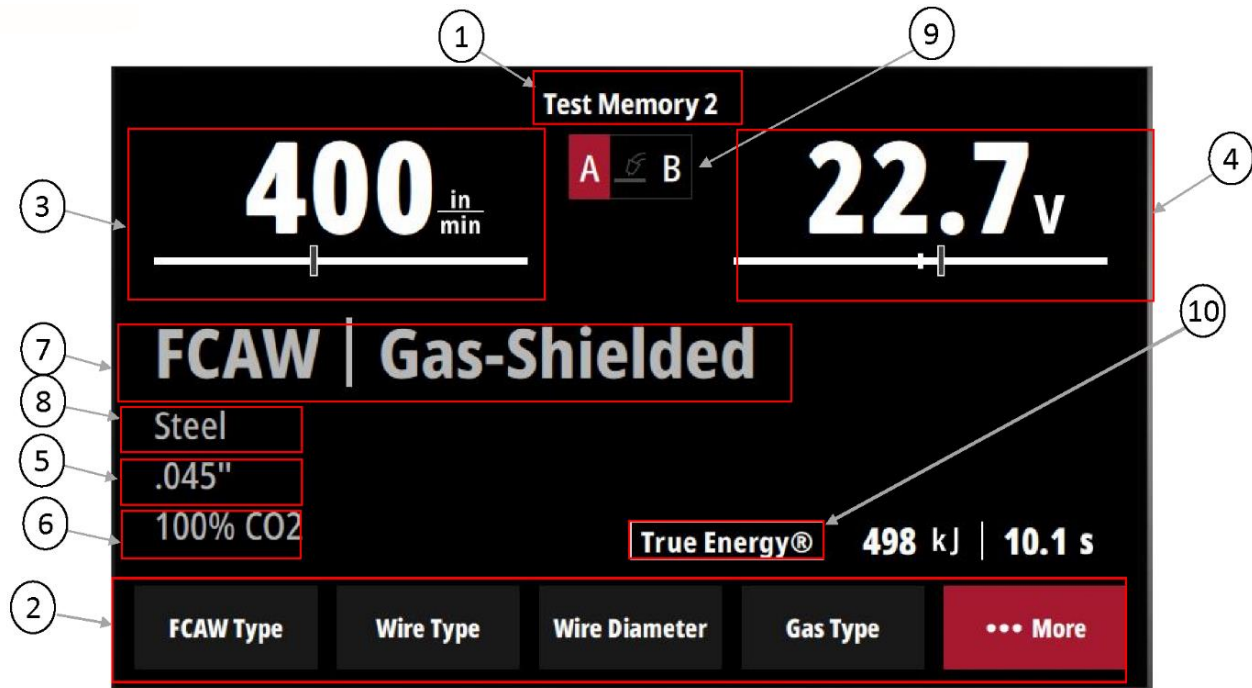 1
9
Test Memory 2
400 in/min
A B
22.7 V
3
4
10
7
FCAW | Gas-Shielded
8
Steel
5
.045"
6
100% CO2
True Energy® 498 kJ | 10.1 s
2
FCAW Type Wire Type Wire Diameter Gas Type ••• More